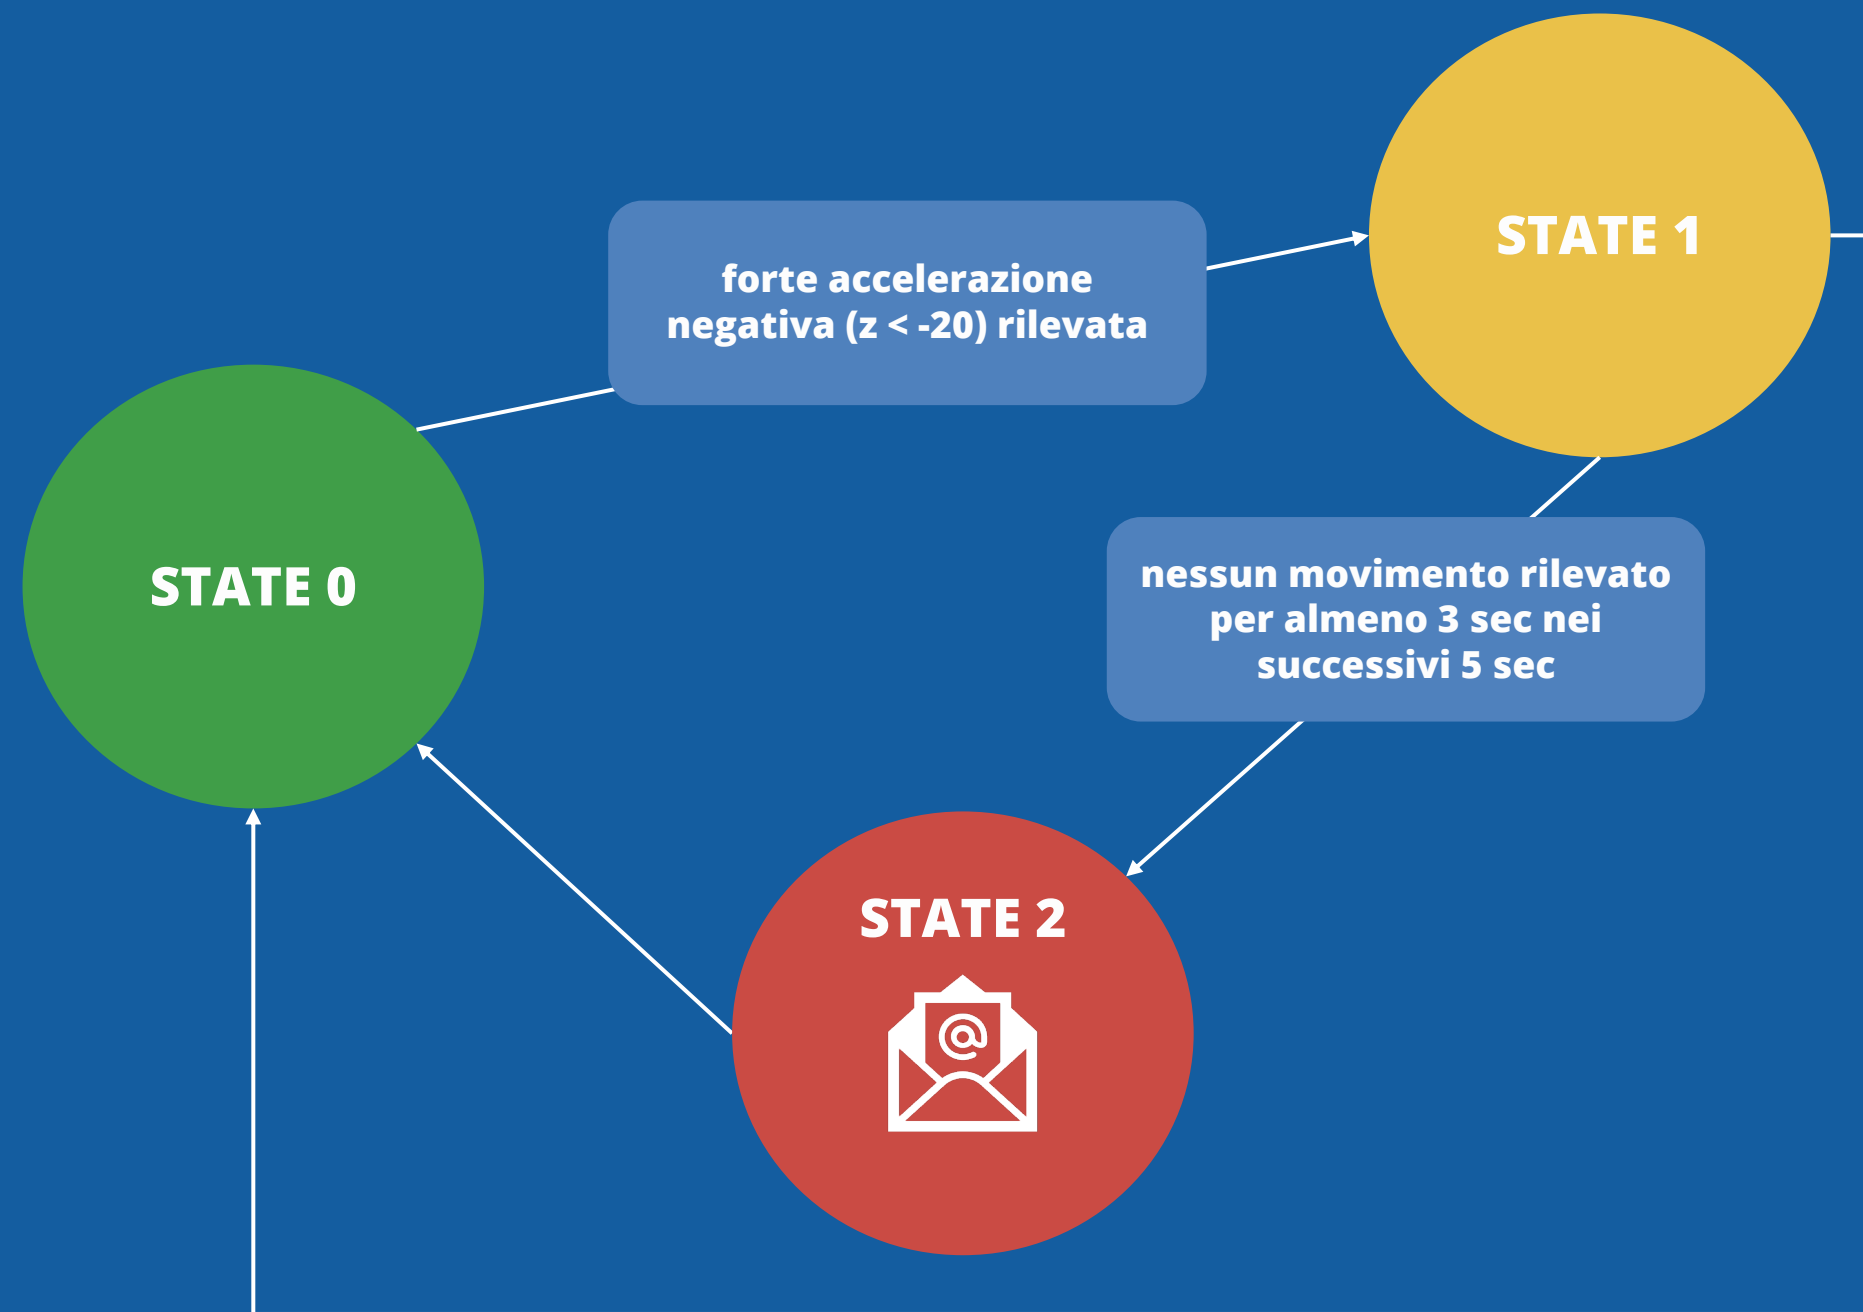 STATE 1
forte accelerazione
negativa (z < -20) rilevata
STATE 0
nessun movimento rilevato
per almeno 3 sec nei
successivi 5 sec
STATE 2
@